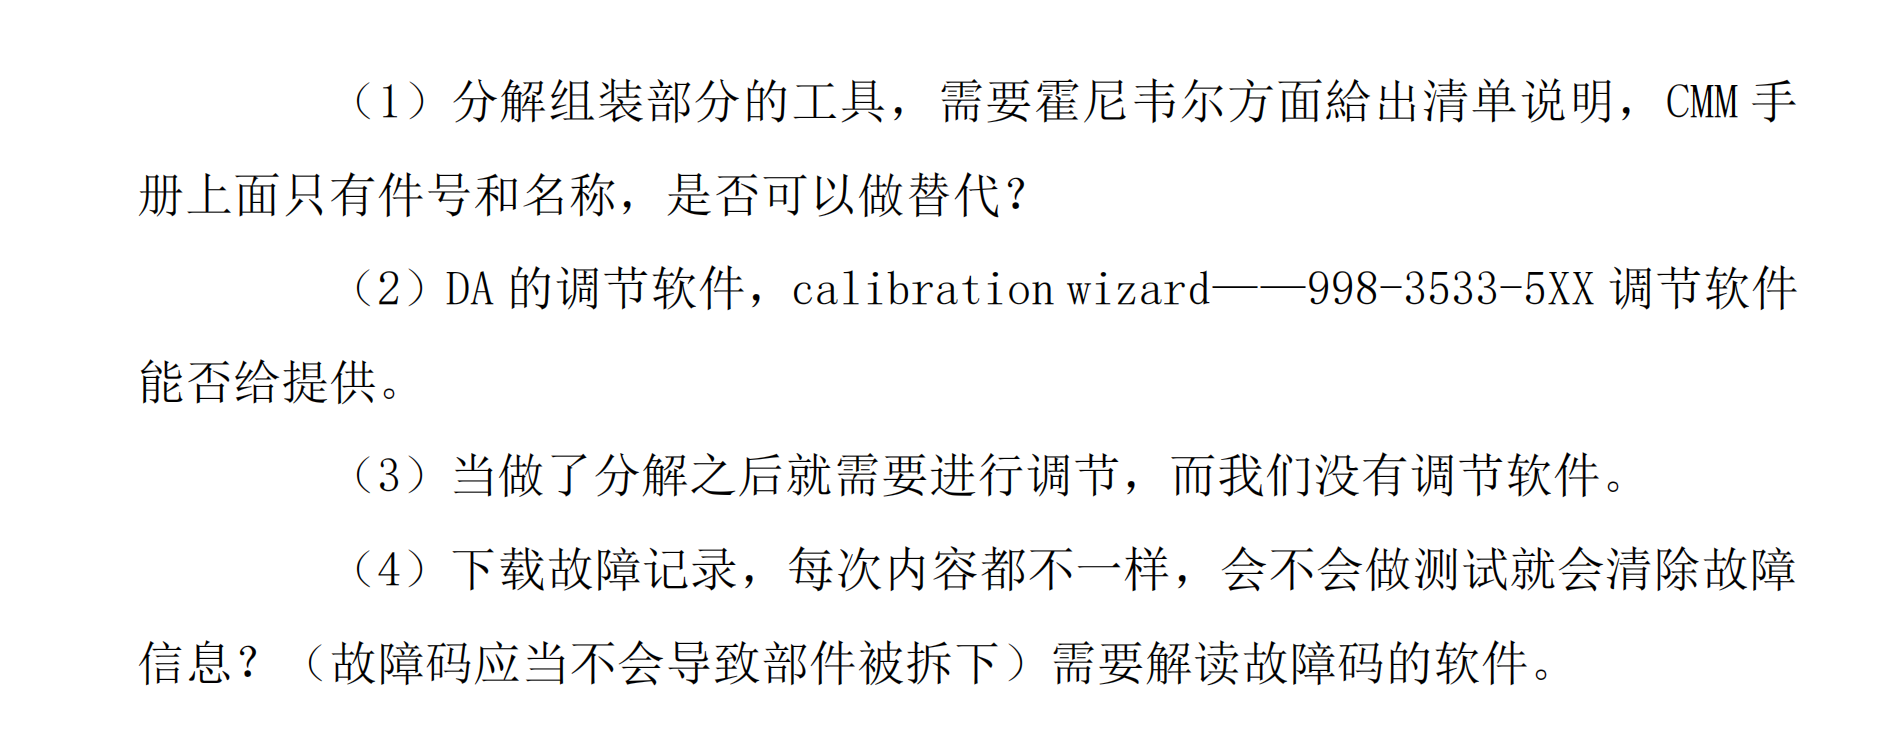 （1）分解组装部分的工具，需要霍尼韦尔方面給出清单说明，CMM 手
册上面只有件号和名称，是否可以做替代？
（2）DA 的调节软件，calibration wizard——998-3533-5XX 调节软件
能否给提供。
（3）当做了分解之后就需要进行调节，而我们没有调节软件。
（4）下载故障记录，每次内容都不一样，会不会做测试就会清除故障
信息？（故障码应当不会导致部件被拆下）需要解读故障码的软件。